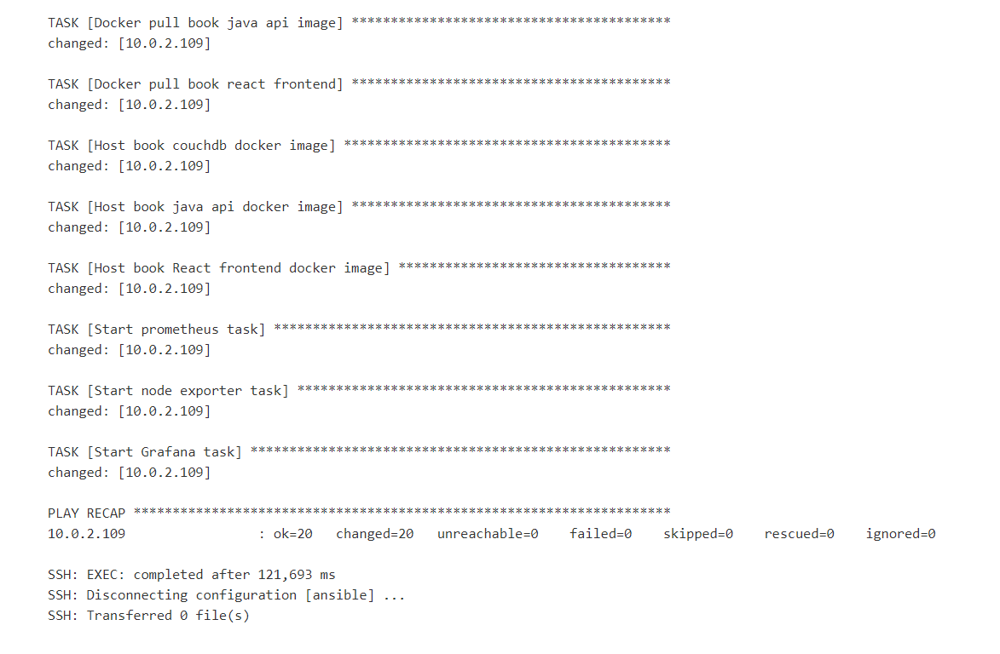 TASK [Docker pull book java api image] *****************************************
changed: [10.0.2.109]
TASK [Docker pull book react frontend] *****************************************
changed: [10.0.2.109]
TASK [Host book couchdb docker image] ******************************************
changed: [10.0.2.109]
TASK [Host book java api docker image] *****************************************
changed: [10.0.2.109]
TASK [Host book React frontend docker image] ***********************************
changed: [10.0.2.109]
TASK [Start prometheus task] ***************************************************
changed: [10.0.2.109]
TASK [Start node exporter task] ************************************************
changed: [10.0.2.109]
TASK [Start Grafana task] ******************************************************
changed: [10.0.2.109]
PLAY RECAP *********************************************************************
10.0.2.109                 : ok=20   changed=20   unreachable=0    failed=0    skipped=0    rescued=0    ignored=0
SSH: EXEC: completed after 121,693 ms
SSH: Disconnecting configuration [ansible] ...
SSH: Transferred 0 file(s)